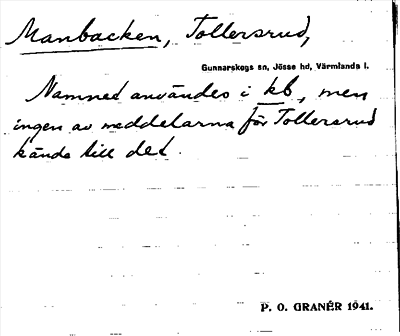 Manbacken, Tollersrud,
Gunnarskogs sn, Jösse hd, Värmlands l.
Namned användes i kb, men
ingen av meddelarna för Tollersrud
kände till det.
P. O. GRANÉR 1941.